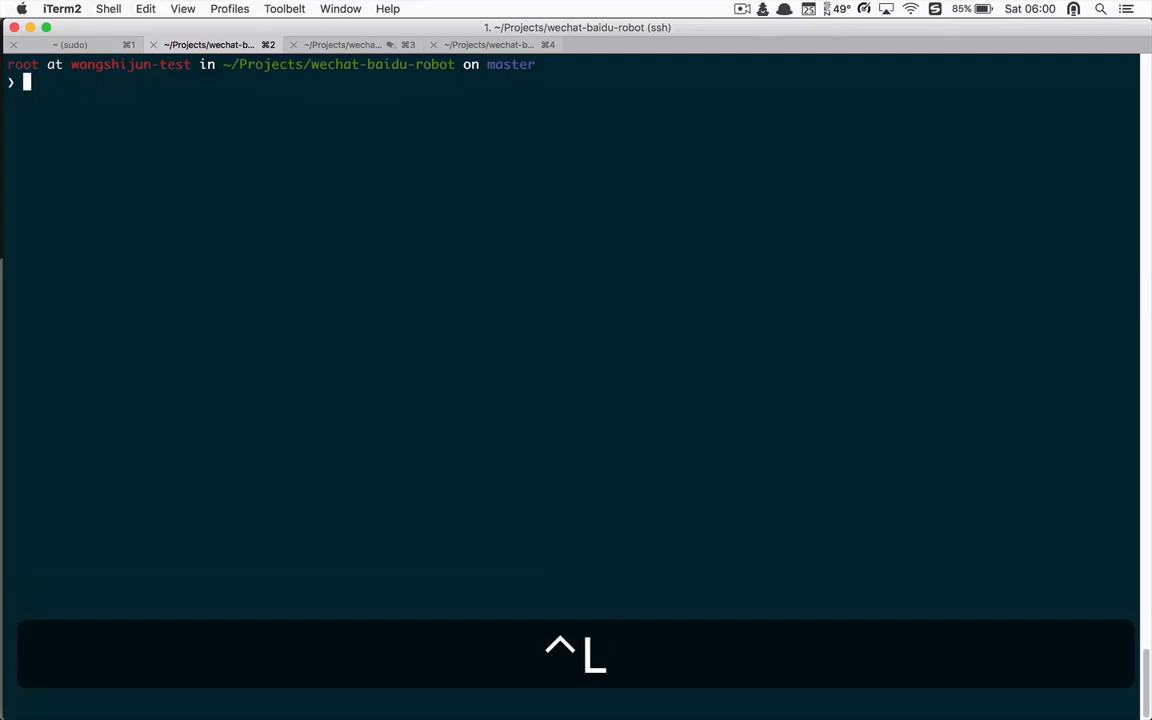 iTerm2 Shell Edit View Profiles Toolbelt Window Help 25 49° 85% Sat 06:00
1. ~/Projects/wechat-baidu-robot (ssh)
~ (sudo) ⌘1 ~/Projects/wechat-b... ⌘2 ~/Projects/wecha... ⌘3 ~/Projects/wechat-b... ⌘4
root at wangshijun-test in ~/Projects/wechat-baidu-robot on master
❯
^L